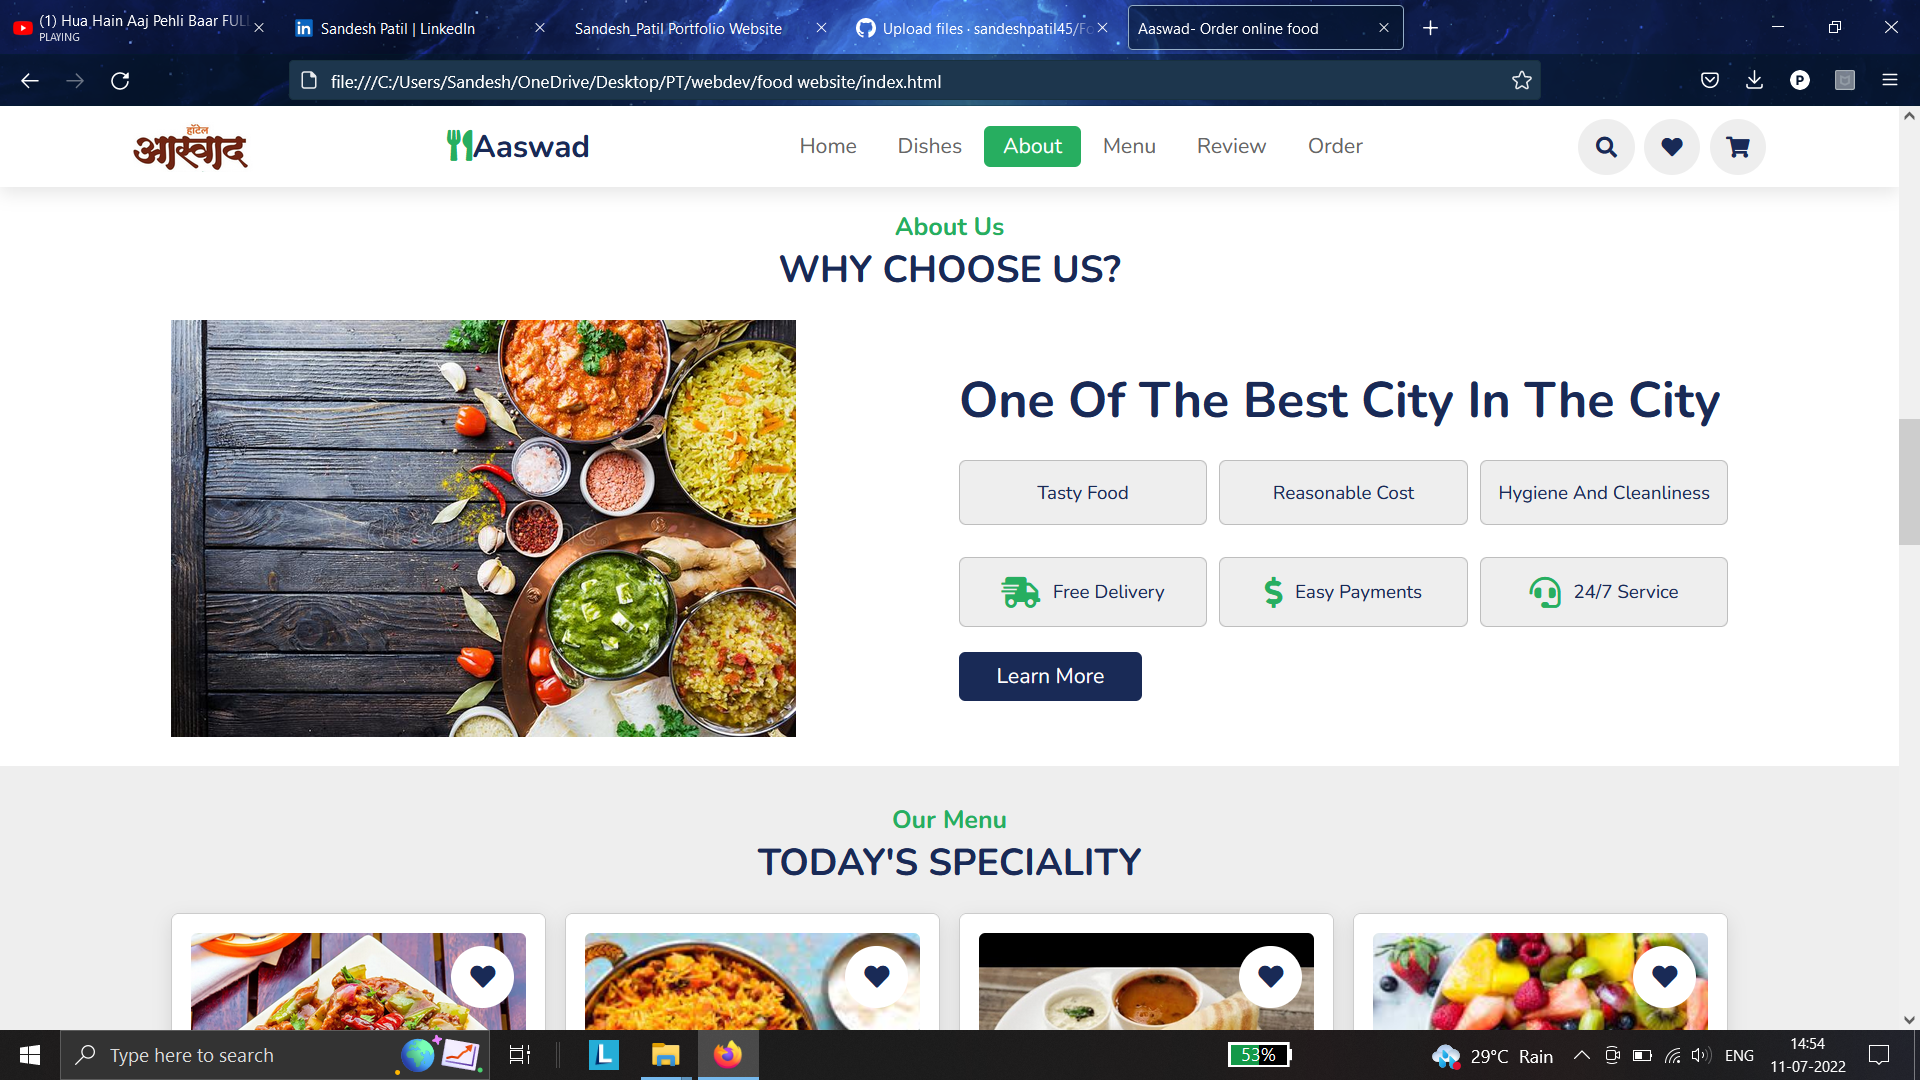 (1) Hua Hain Aaj Pehli Baar FULL
PLAYING
Sandesh Patil | LinkedIn
Sandesh_Patil Portfolio Website
Upload files · sandeshpatil45/Fo
Aaswad- Order online food
file:///C:/Users/Sandesh/OneDrive/Desktop/PT/webdev/food website/index.html
हॉटेल
आस्वाद
Aaswad
Home Dishes About Menu Review Order
About Us
WHY CHOOSE US?
One Of The Best City In The City
Tasty Food
Reasonable Cost
Hygiene And Cleanliness
Free Delivery
Easy Payments
24/7 Service
Learn More
Our Menu
TODAY'S SPECIALITY
Type here to search
53%
29°C Rain
ENG
14:54
11-07-2022